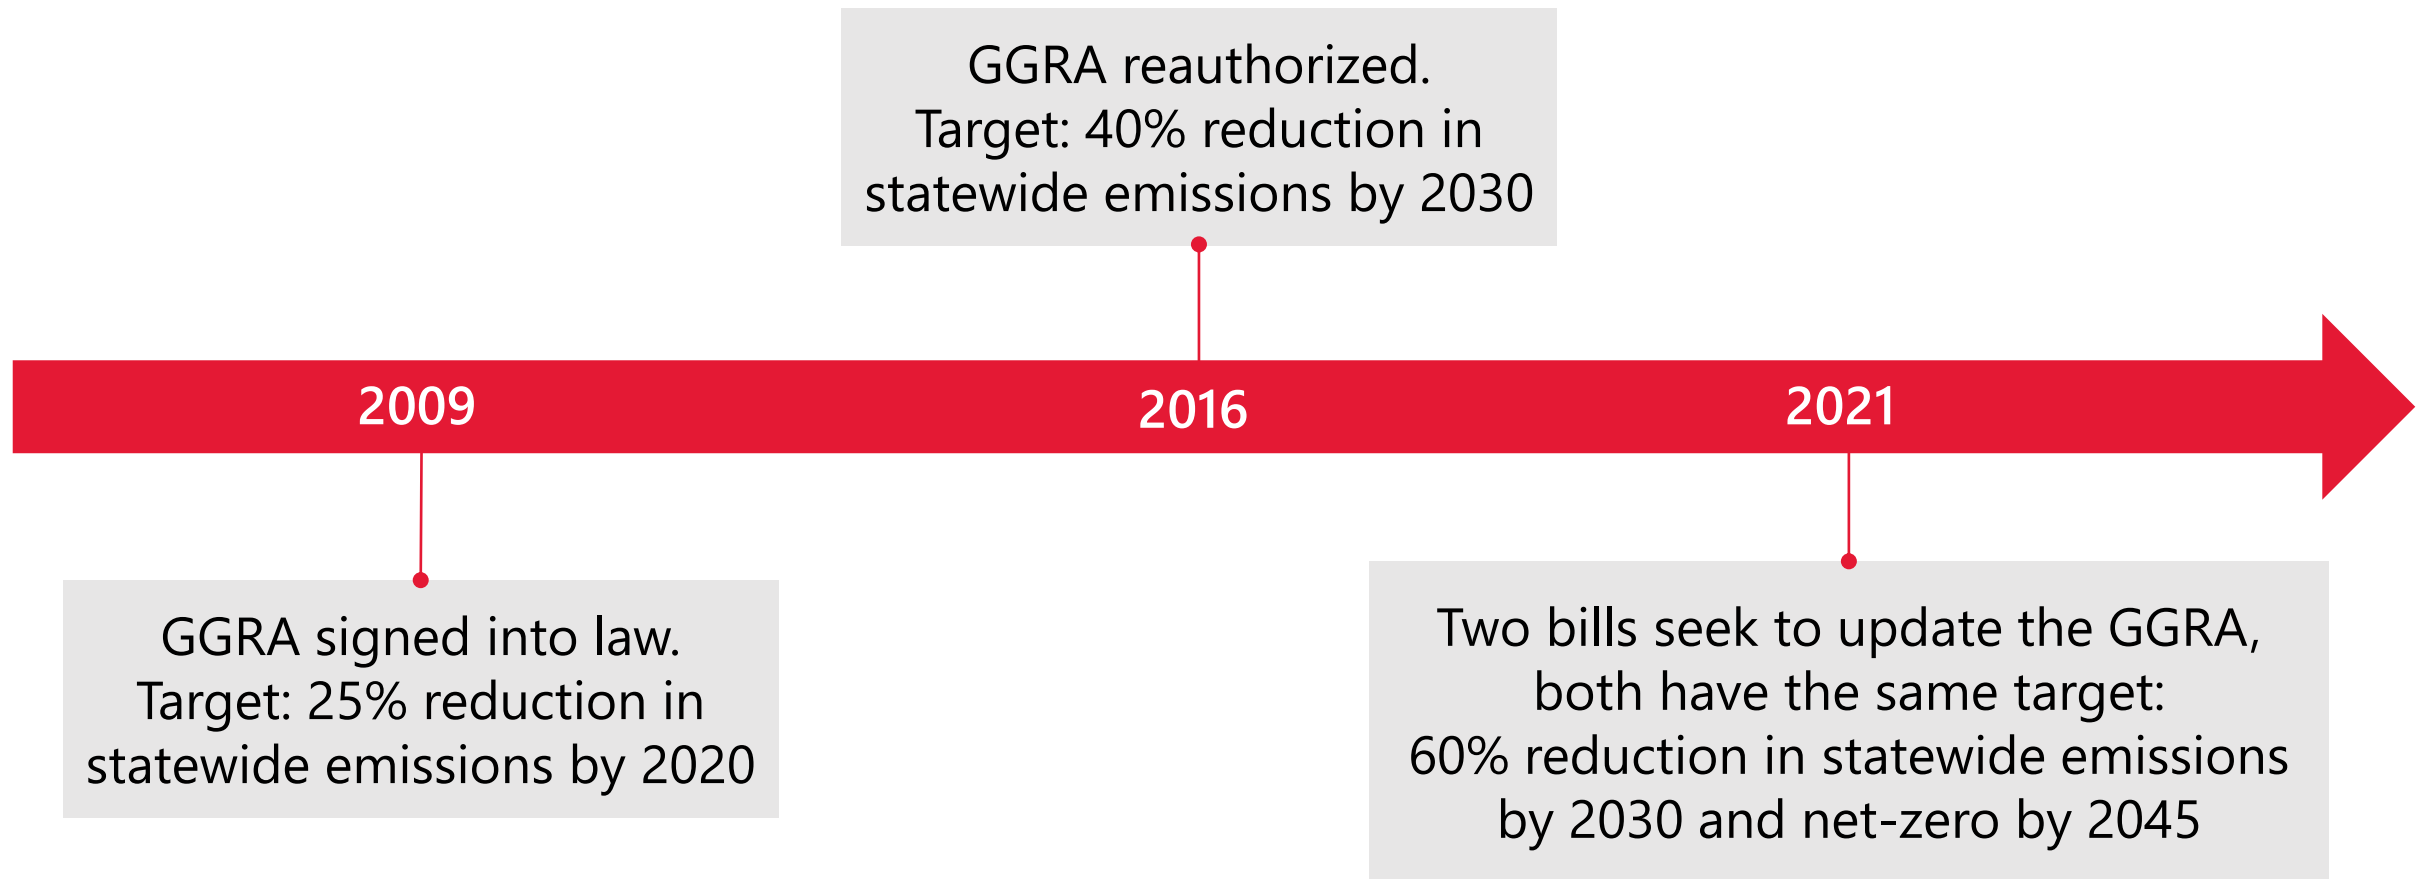 GGRA reauthorized.
Target: 40% reduction in
statewide emissions by 2030
2009
2016
2021
GGRA signed into law.
Target: 25% reduction in
statewide emissions by 2020
Two bills seek to update the GGRA,
both have the same target:
60% reduction in statewide emissions
by 2030 and net-zero by 2045